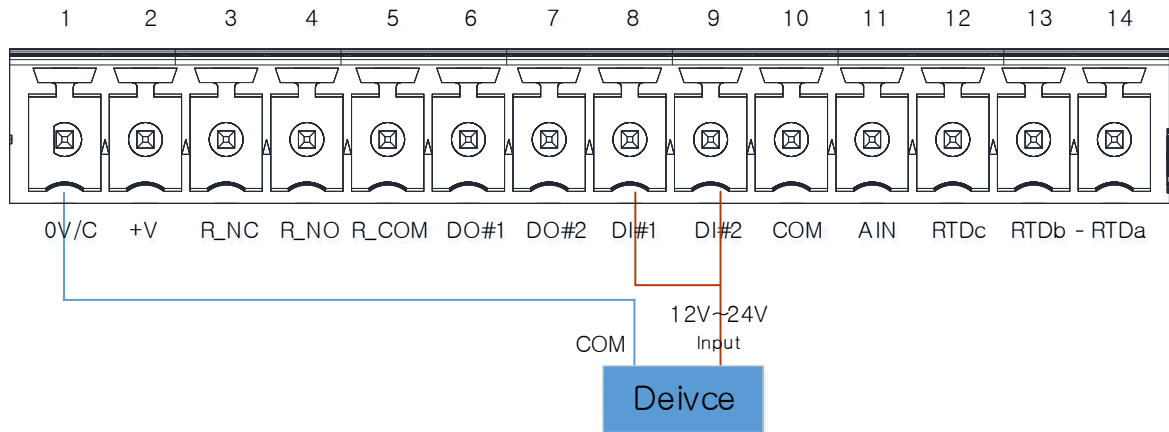 1 2 3 4 5 6 7 8 9 10 11 12 13 14
0V/C +V R_NC R_NO R_COM DO#1 DO#2 DI#1 DI#2 COM AIN RTDc RTDb - RTDa
12V~24V
COM Input
Deivce